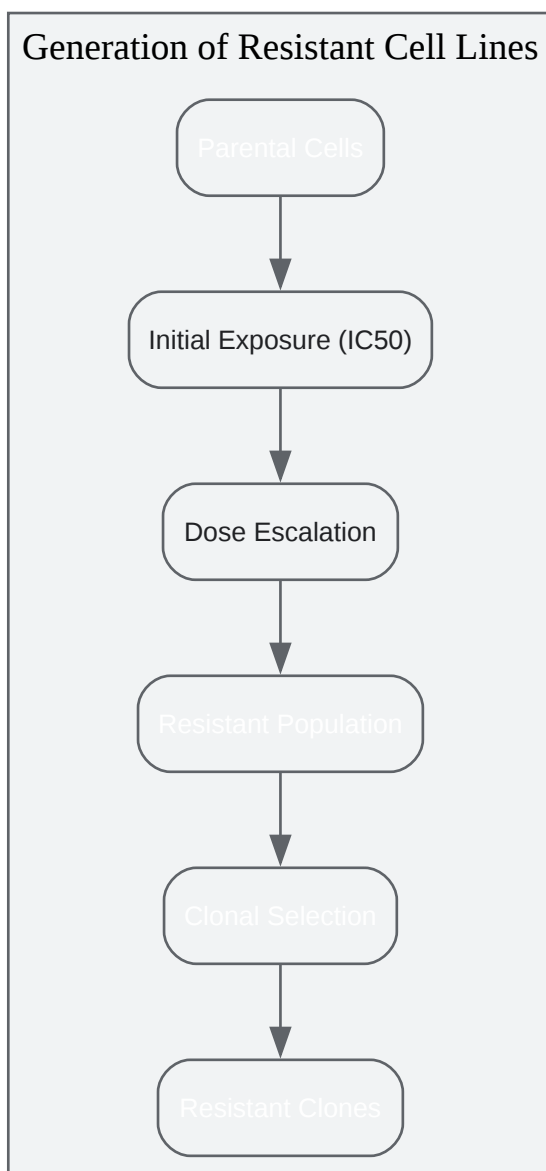 Generation of Resistant Cell Lines
Parental Cells
Initial Exposure (IC50)
Dose Escalation
Resistant Population
Clonal Selection
Resistant Clones